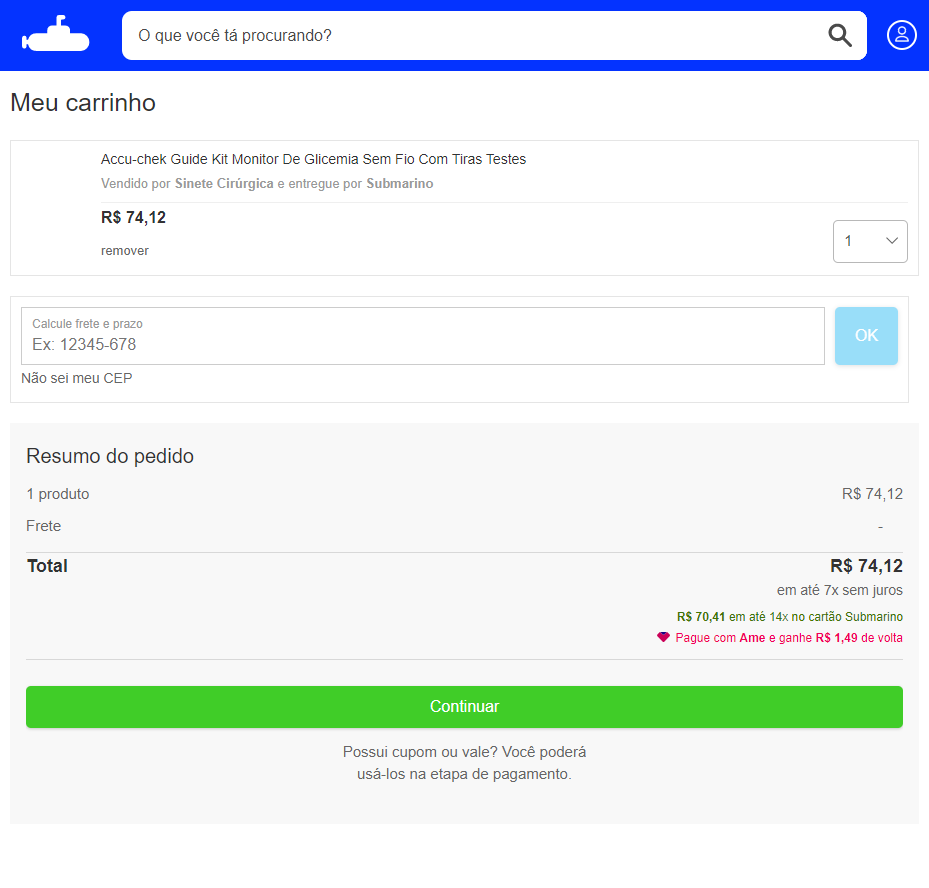 O que você tá procurando?
Meu carrinho
Accu-chek Guide Kit Monitor De Glicemia Sem Fio Com Tiras Testes
Vendido por Sinete Cirúrgica e entregue por Submarino
R$ 74,12
remover
1
Calcule frete e prazo
Ex: 12345-678
OK
Não sei meu CEP
Resumo do pedido
1 produto R$ 74,12
Frete -
Total R$ 74,12
em até 7x sem juros
R$ 70,41 em até 14x no cartão Submarino
Pague com Ame e ganhe R$ 1,49 de volta
Continuar
Possui cupom ou vale? Você poderá
usá-los na etapa de pagamento.